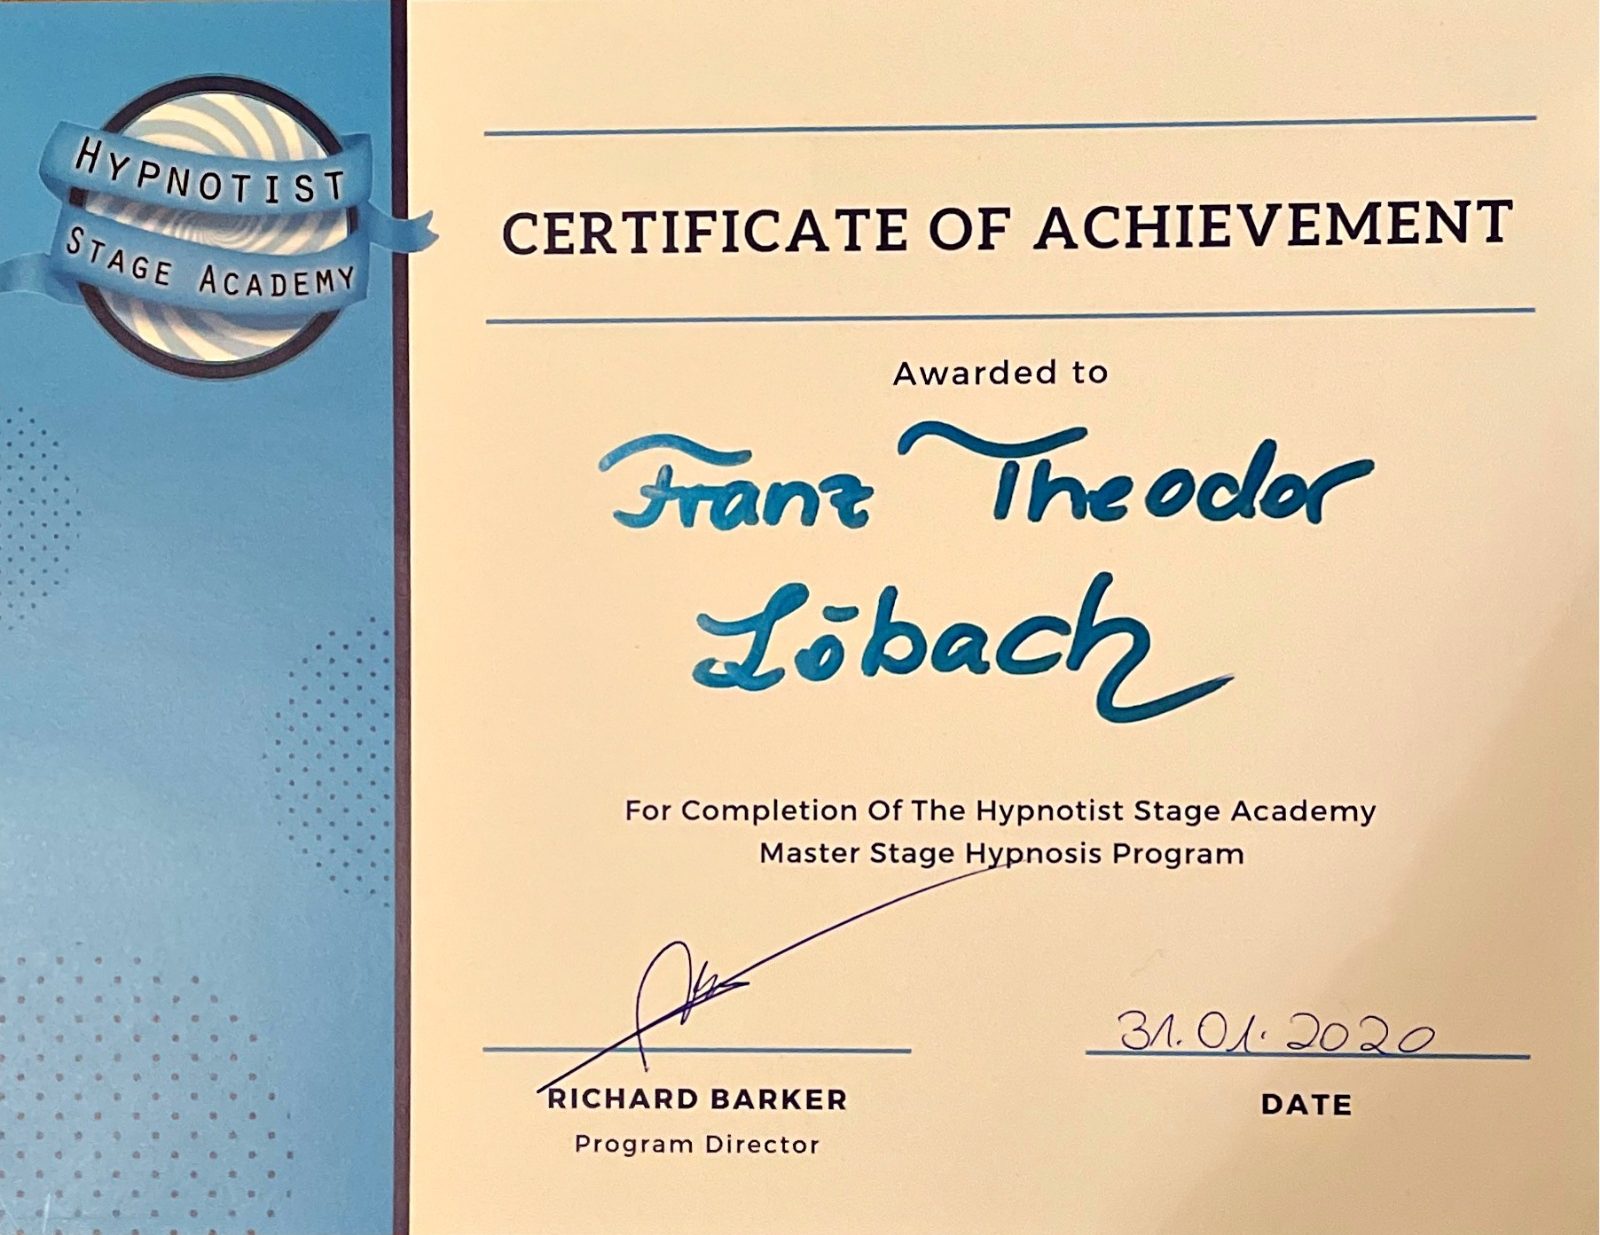 HYPNOTIST
STAGE ACADEMY
CERTIFICATE OF ACHIEVEMENT
Awarded to
Franz Theodor
Löbach
For Completion Of The Hypnotist Stage Academy
Master Stage Hypnosis Program
31.01.2020
RICHARD BARKER
DATE
Program Director